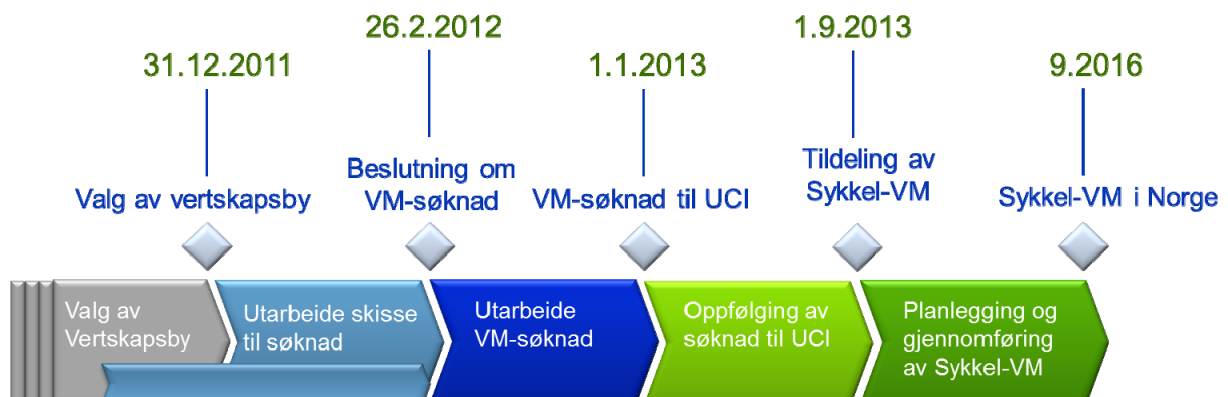 26.2.2012
1.9.2013
31.12.2011
1.1.2013
9.2016
Beslutning om
VM-søknad
Tildeling av
Sykkel-VM
Valg av vertskapsby
VM-søknad til UCI
Sykkel-VM i Norge
Valg av
Vertskapsby
Utarbeide skisse
til søknad
Utarbeide
VM-søknad
Oppfølging av
søknad til UCI
Planlegging og
gjennomføring
av Sykkel-VM